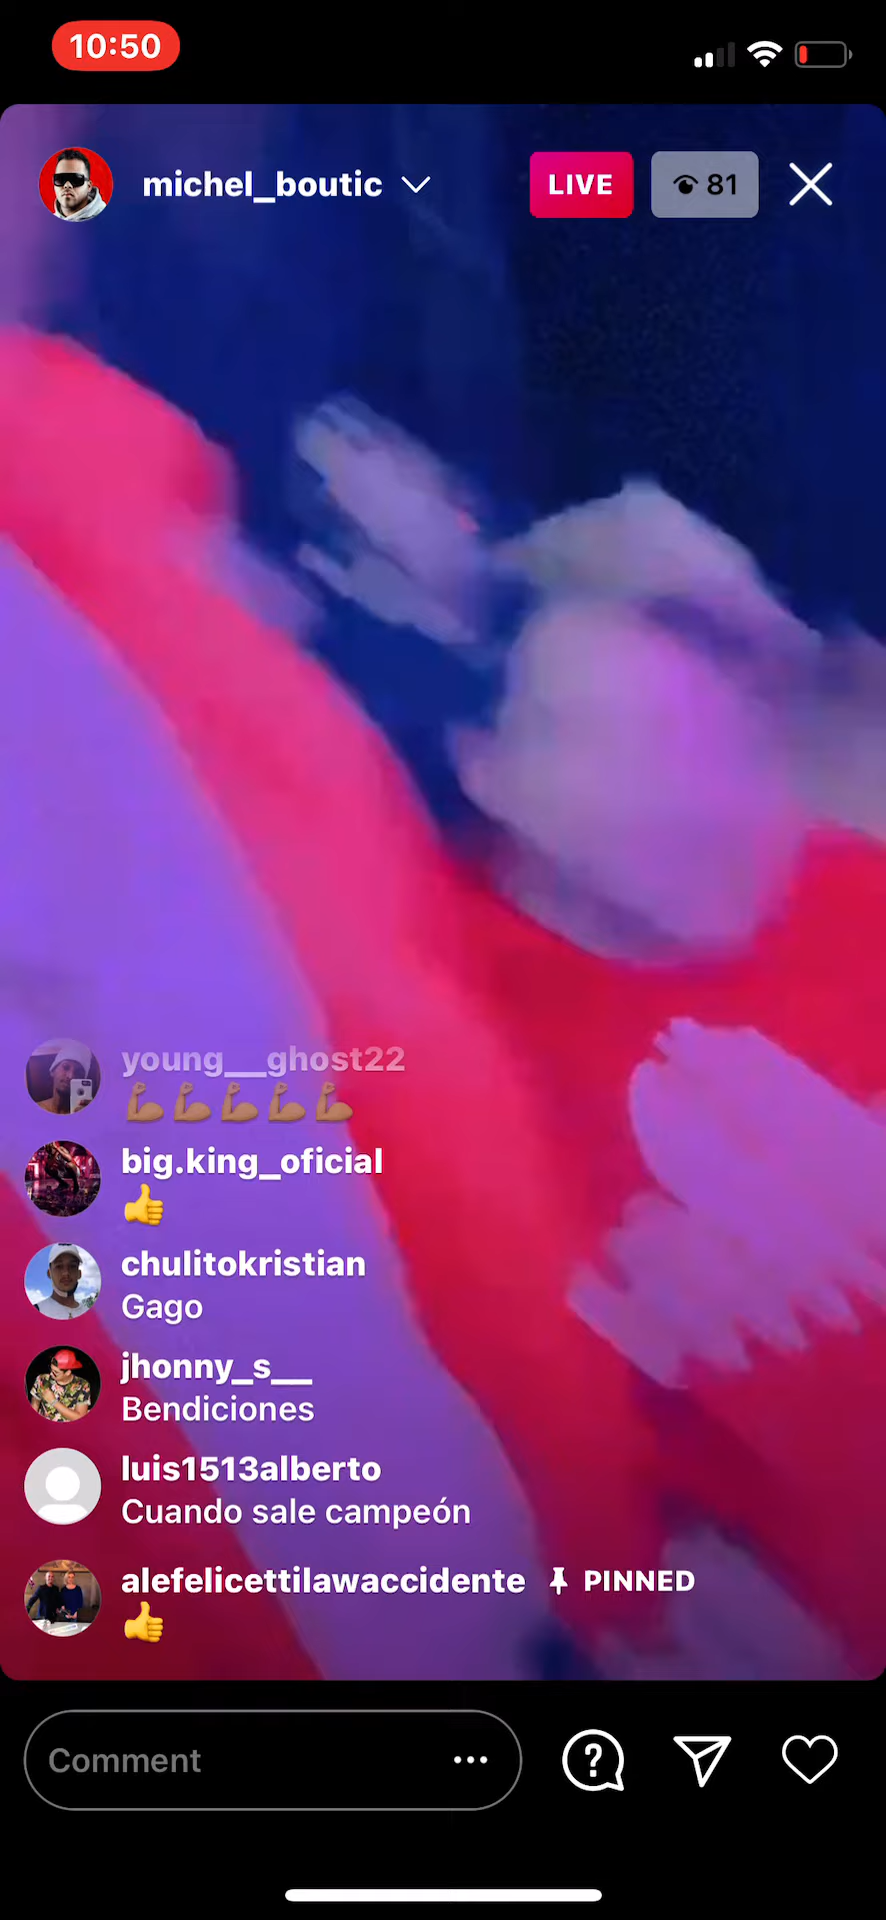 10:50
michel_boutic
LIVE
81
young__ghost22
💪🏽💪🏽💪🏽💪🏽💪🏽
big.king_oficial
👍
chulitokristian
Gago
jhonny_s__
Bendiciones
luis1513alberto
Cuando sale campeón
alefelicettilawaccidente PINNED
👍
Comment